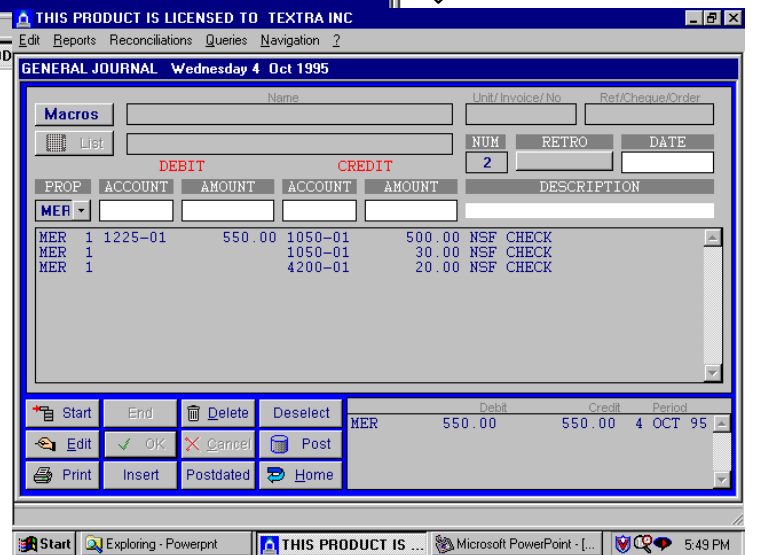 THIS PRODUCT IS LICENSED TO TEXTRA INC
Edit Reports Reconciliations Queries Navigation ?
GENERAL JOURNAL Wednesday 4 Oct 1995
Name Unit/ Invoice/ No Ref/Cheque/Order
Macros
List NUM RETRO DATE
DEBIT CREDIT 2
PROP ACCOUNT AMOUNT ACCOUNT AMOUNT DESCRIPTION
MER
MER 1 1225-01 550.00 1050-01 500.00 NSF CHECK
MER 1 1050-01 30.00 NSF CHECK
MER 1 4200-01 20.00 NSF CHECK
Start End Delete Deselect Debit Credit Period
MER 550.00 550.00 4 OCT 95
Edit OK Cancel Post
Print Insert Postdated Home
Start Exploring - Powerpnt THIS PRODUCT IS ... Microsoft PowerPoint - [... 5:49 PM